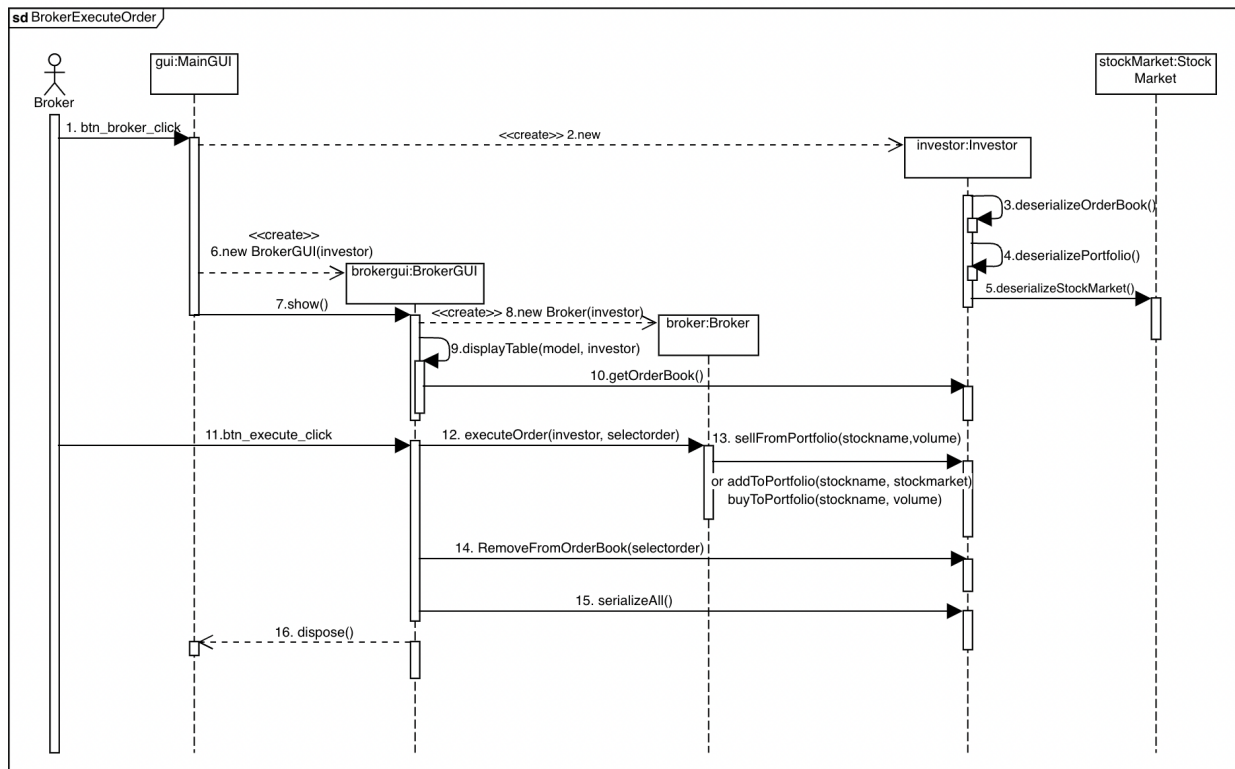 sd BrokerExecuteOrder
gui:MainGUI
stockMarket:Stock
Market
Broker
1. btn_broker_click
<<create>> 2.new
investor:Investor
3.deserializeOrderBook()
<<create>>
6.new BrokerGUI(investor)
4.deserializePortfolio()
brokergui:BrokerGUI
5.deserializeStockMarket()
7.show()
<<create>> 8.new Broker(investor)
broker:Broker
9.displayTable(model, investor)
10.getOrderBook()
11.btn_execute_click
12. executeOrder(investor, selectorder)
13. sellFromPortfolio(stockname,volume)
or addToPortfolio(stockname, stockmarket)
buyToPortfolio(stockname, volume)
14. RemoveFromOrderBook(selectorder)
15. serializeAll()
16. dispose()